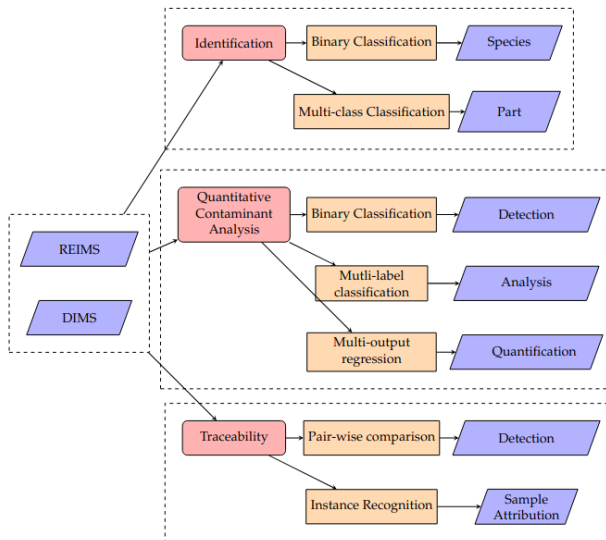 Identification
Binary Classification
Species
Multi-class Classification
Part
REIMS
DIMS
Quantitative
Contaminant
Analysis
Binary Classification
Detection
Mutli-label
classification
Analysis
Multi-output
regression
Quantification
Traceability
Pair-wise comparison
Detection
Instance Recognition
Sample
Attribution